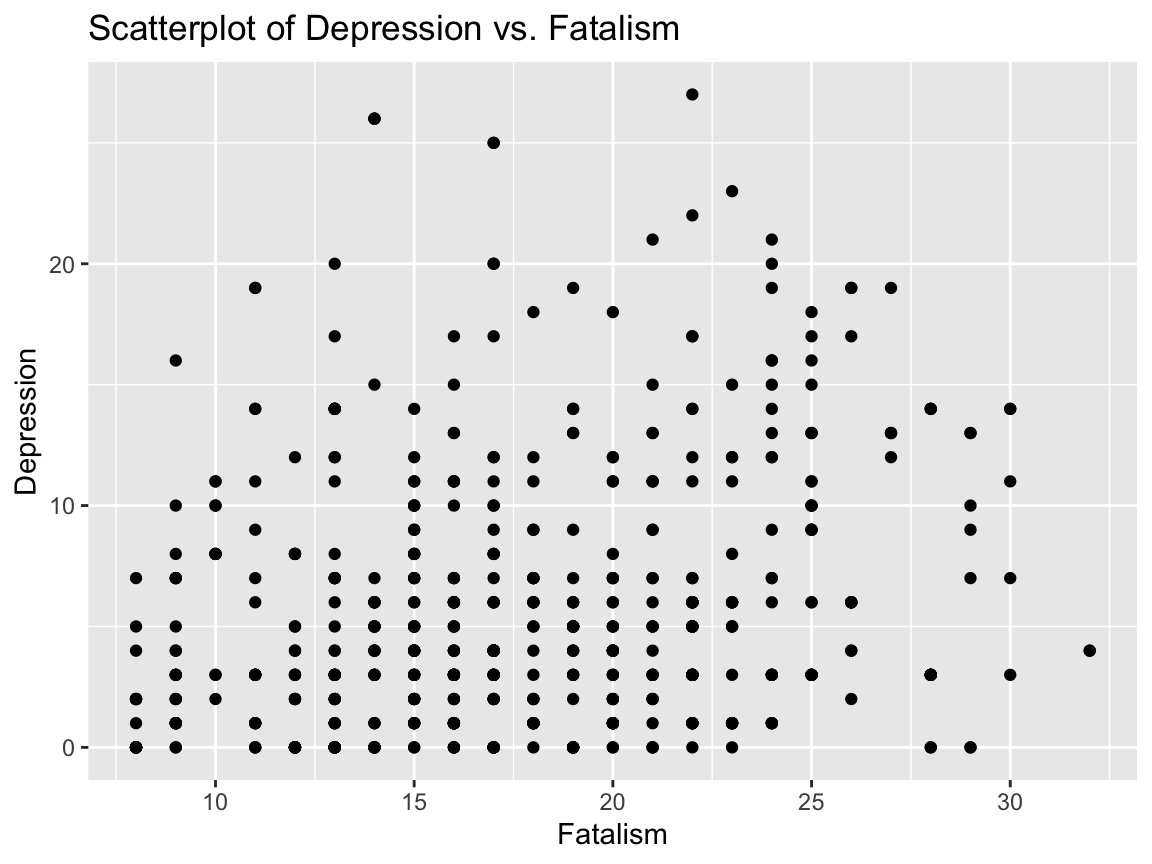 Scatterplot of Depression vs. Fatalism
Depression
20
10
0
10 15 20 25 30
Fatalism